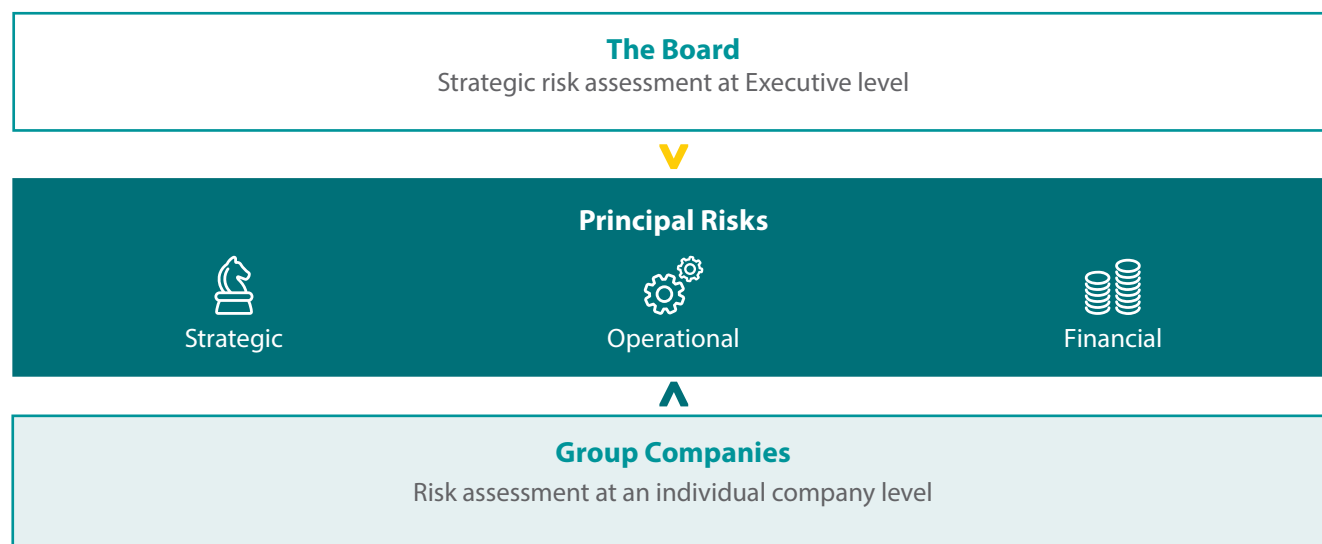 The Board
Strategic risk assessment at Executive level
Principal Risks
Strategic
Operational
Financial
Group Companies
Risk assessment at an individual company level